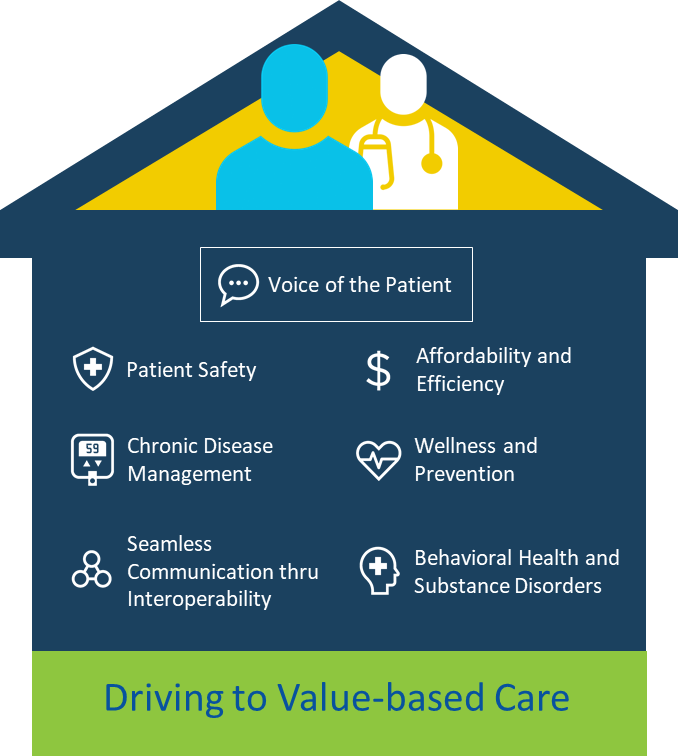 Voice of the Patient
Patient Safety
Affordability and
Efficiency
59
Chronic Disease
Management
Wellness and
Prevention
Seamless
Communication thru
Interoperability
Behavioral Health and
Substance Disorders
$
Driving to Value-based Care